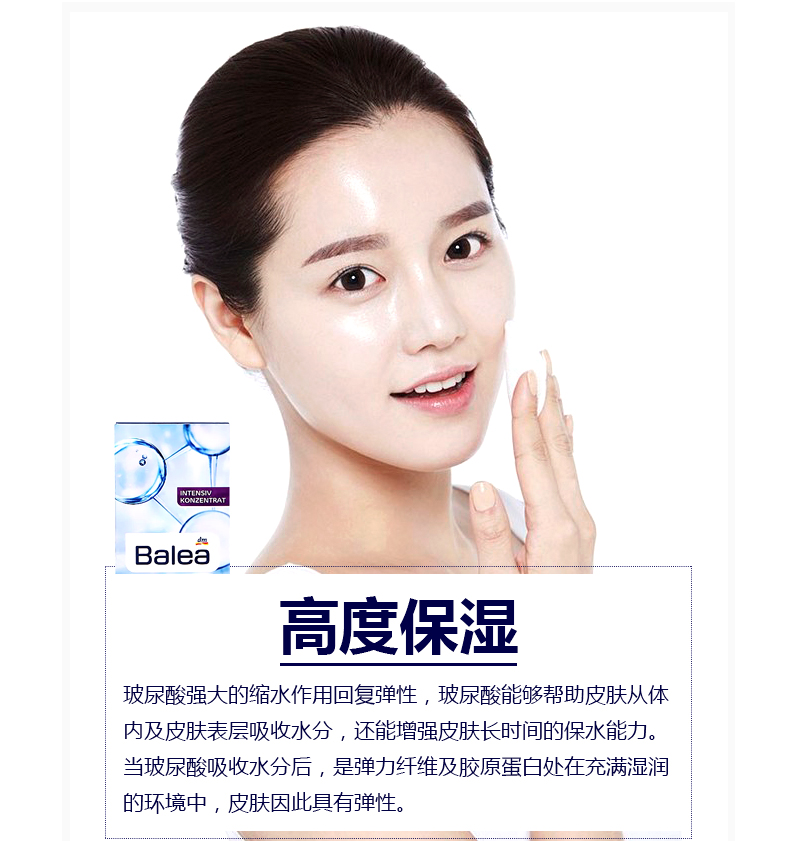 INTENSIV
KONZENTRAT
dm
Balea
高度保湿
玻尿酸强大的缩水作用回复弹性，玻尿酸能够帮助皮肤从体
内及皮肤表层吸收水分，还能增强皮肤长时间的保水能力。
当玻尿酸吸收水分后，是弹力纤维及胶原蛋白处在充满湿润
的环境中，皮肤因此具有弹性。